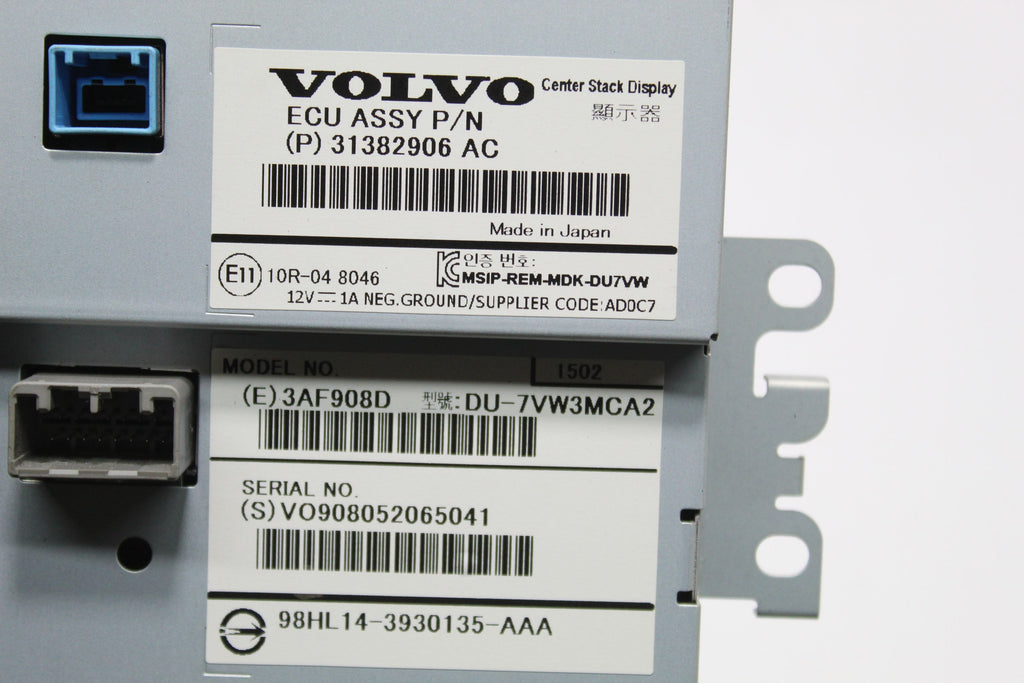 VOLVO Center Stack Display
顯示器
ECU ASSY P/N
(P) 31382906 AC
Made in Japan
E11 10R-04 8046
인증 번호:
MSIP-REM-MDK-DU7VW
12V⎓1A NEG.GROUND/SUPPLIER CODE:AD0C7
MODEL NO. 1502
(E) 3AF908D 型號: DU-7VW3MCA2
SERIAL NO.
(S) VO908052065041
98HL14-3930135-AAA